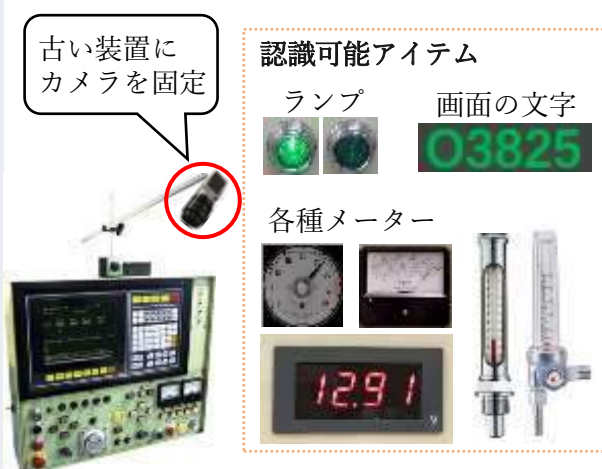 古い装置に
カメラを固定
認識可能アイテム
ランプ
画面の文字
O3825
各種メーター
12.91
V